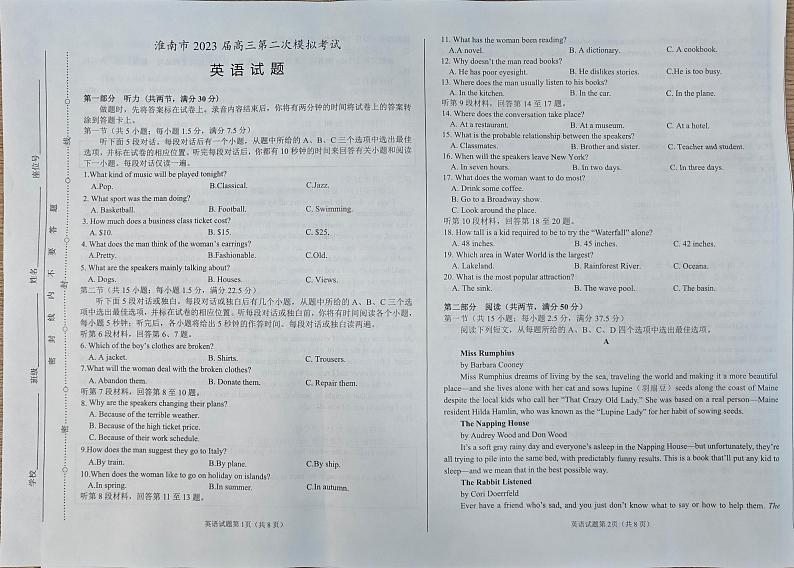 淮南市 2023 届高三第二次模拟考试
英 语 试 题
第一部分 听力（共两节，满分 30 分）
做题时，先将答案标在试卷上。录音内容结束后，你将有两分钟的时间将试卷上的答案转
涂到答题卡上。
第一节（共 5 小题；每小题 1.5 分，满分 7.5 分）
听下面 5 段对话。每段对话后有一个小题，从题中所给的 A、B、C 三个选项中选出最佳
选项，并标在试卷的相应位置。听完每段对话后，你都有 10 秒钟的时间来回答有关小题和阅读
下一小题。每段对话仅读一遍。
1.What kind of music will be played tonight?
A.Pop. B.Classical. C.Jazz.
2. What sport was the man doing?
A. Basketball. B. Football. C. Swimming.
3. How much does a business class ticket cost?
A. $10. B. $15. C. $25.
4. What does the man think of the woman's earrings?
A.Pretty. B.Fashionable. C.Old.
5. What are the speakers mainly talking about?
A. Dogs. B. Houses. C. Views.
第二节（共 15 小题；每小题 1.5 分，满分 22.5 分）
听下面 5 段对话或独白。每段对话或独白后有几个小题，从题中所给的 A、B、C 三个选
项中选出最佳选项，并标在试卷的相应位置。听每段对话或独白前，你将有时间阅读各个小题，
每小题 5 秒钟；听完后，各小题将给出 5 秒钟的作答时间。每段对话或独白读两遍。
听第 6 段材料，回答第 6、7 题。
6. Which of the boy's clothes are broken?
A. A jacket. B. Shirts. C. Trousers.
7.What will the woman deal with the broken clothes?
A. Abandon them. B. Donate them. C. Repair them.
听第 7 段材料，回答第 8 至 10 题。
8. Why are the speakers changing their plans?
A. Because of the terrible weather.
B. Because of the high ticket price.
C. Because of their work schedule.
9.How does the man suggest they go to Italy?
A.By train. B.By plane. C.By ship.
10.When does the woman like to go on holiday on islands?
A.In spring. B.In summer. C.In autumn.
听第 8 段材料，回答第 11 至 13 题。
英语试题第 1页（共 8 页）
11. What has the woman been reading?
A.A novel. B. A dictionary. C. A cookbook.
12. Why doesn't the man read books?
A. He has poor eyesight. B. He dislikes stories. C.He is too busy.
13. Where does the man usually listen to his books?
A. In the kitchen. B. In the car. C. In the plane.
听第 9 段材料，回答第 14 至 17 题。
14. Where does the conversation take place?
A. At a restaurant. B. At a museum. C. At a hotel.
15. What is the probable relationship between the speakers?
A. Classmates. B. Brother and sister. C. Teacher and student.
16. When will the speakers leave New York?
A. In seven hours. B. In two days. C. In three days.
17. What does the woman want to do most?
A. Drink some coffee.
B. Go to a Broadway show.
C. Look around the place.
听第 10 段材料，回答第 18 至 20 题。
18. How tall is a kid required to be to try the "Waterfall" alone?
A. 48 inches. B. 45 inches. C. 42 inches.
19. Which area in Water World is the largest?
A. Lakeland. B. Rainforest River. C. Oceana.
20. What is the most popular attraction?
A. The sink. B. The wave pool. C. The basin.
第二部分 阅读（共两节，满分 50 分）
第一节（共 15 小题；每小题 2.5 分，满分 37.5 分）
阅读下列短文，从每题所给的 A、B、C、D 四个选项中选出最佳选项。
A
Miss Rumphius
by Barbara Cooney
Miss Rumphius dreams of living by the sea, traveling the world and making it a more beautiful
place—and she lives alone with her cat and sows lupine（羽扇豆）seeds along the coast of Maine
despite the local kids who call her "That Crazy Old Lady." She was based on a real person—Maine
resident Hilda Hamlin, who was known as the "Lupine Lady" for her habit of sowing seeds.
The Napping House
by Audrey Wood and Don Wood
It's a soft gray rainy day and everyone's asleep in the Napping House—but unfortunately, they're
all trying to pile into the same bed, with predictably funny results. This is a book that'll put any kid to
sleep—and we mean that in the best possible way.
The Rabbit Listened
by Cori Doerrfeld
Ever have a friend who's sad, and you just don't know what to say or how to help them. The
英语试题第 2页（共 8 页）
学校
班级
姓名
座位号
密 封 线 内 不 要 答 题
密
封
线